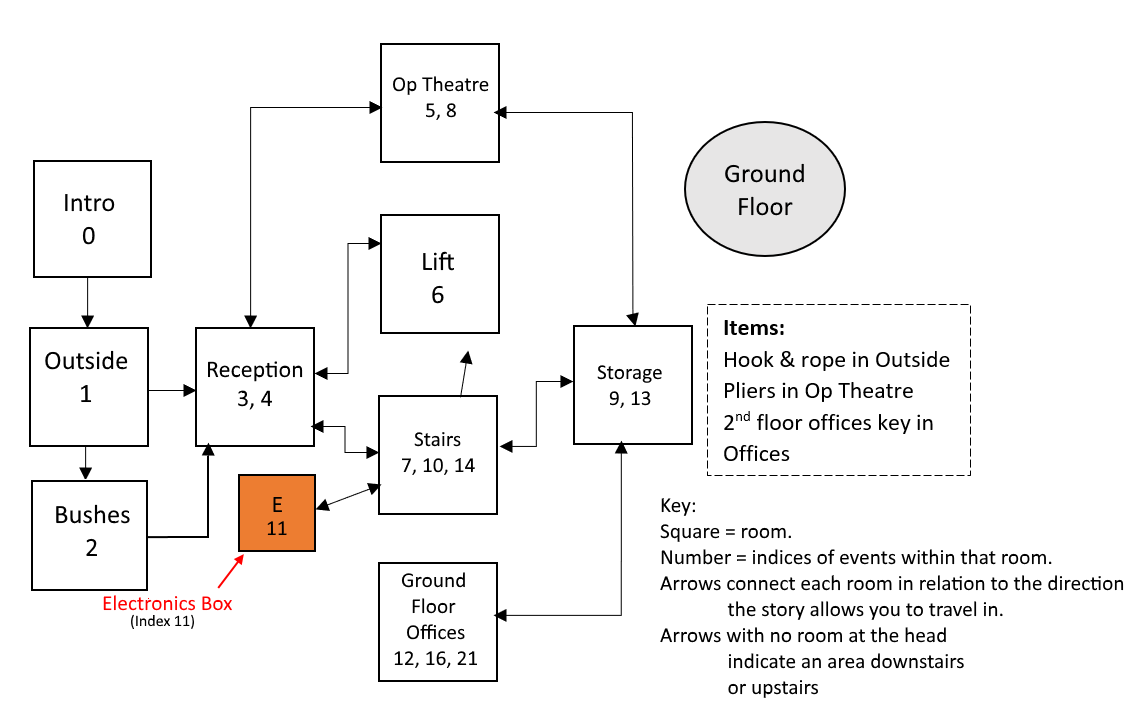 Op Theatre
5, 8
Ground
Floor
Intro
0
Lift
6
Outside
1
Reception
3, 4
Storage
9, 13
Items:
Hook & rope in Outside
Pliers in Op Theatre
2nd floor offices key in
Offices
Stairs
7, 10, 14
Bushes
2
E
11
Electronics Box
(Index 11)
Ground
Floor
Offices
12, 16, 21
Key:
Square = room.
Number = indices of events within that room.
Arrows connect each room in relation to the direction
the story allows you to travel in.
Arrows with no room at the head
indicate an area downstairs
or upstairs